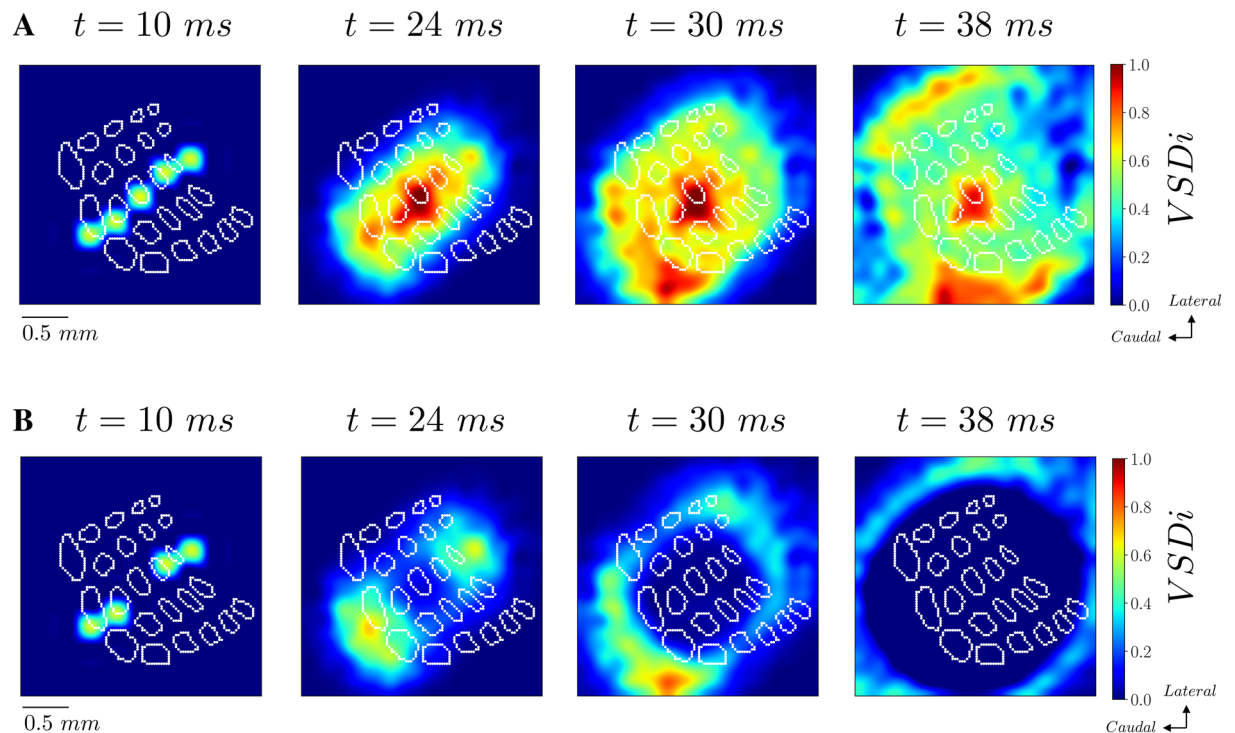 A t = 10 ms t = 24 ms t = 30 ms t = 38 ms
1.0
0.8
0.6
0.4
0.2
0.0
VSDi
Lateral
Caudal
0.5 mm
B t = 10 ms t = 24 ms t = 30 ms t = 38 ms
1.0
0.8
0.6
0.4
0.2
0.0
VSDi
Lateral
Caudal
0.5 mm